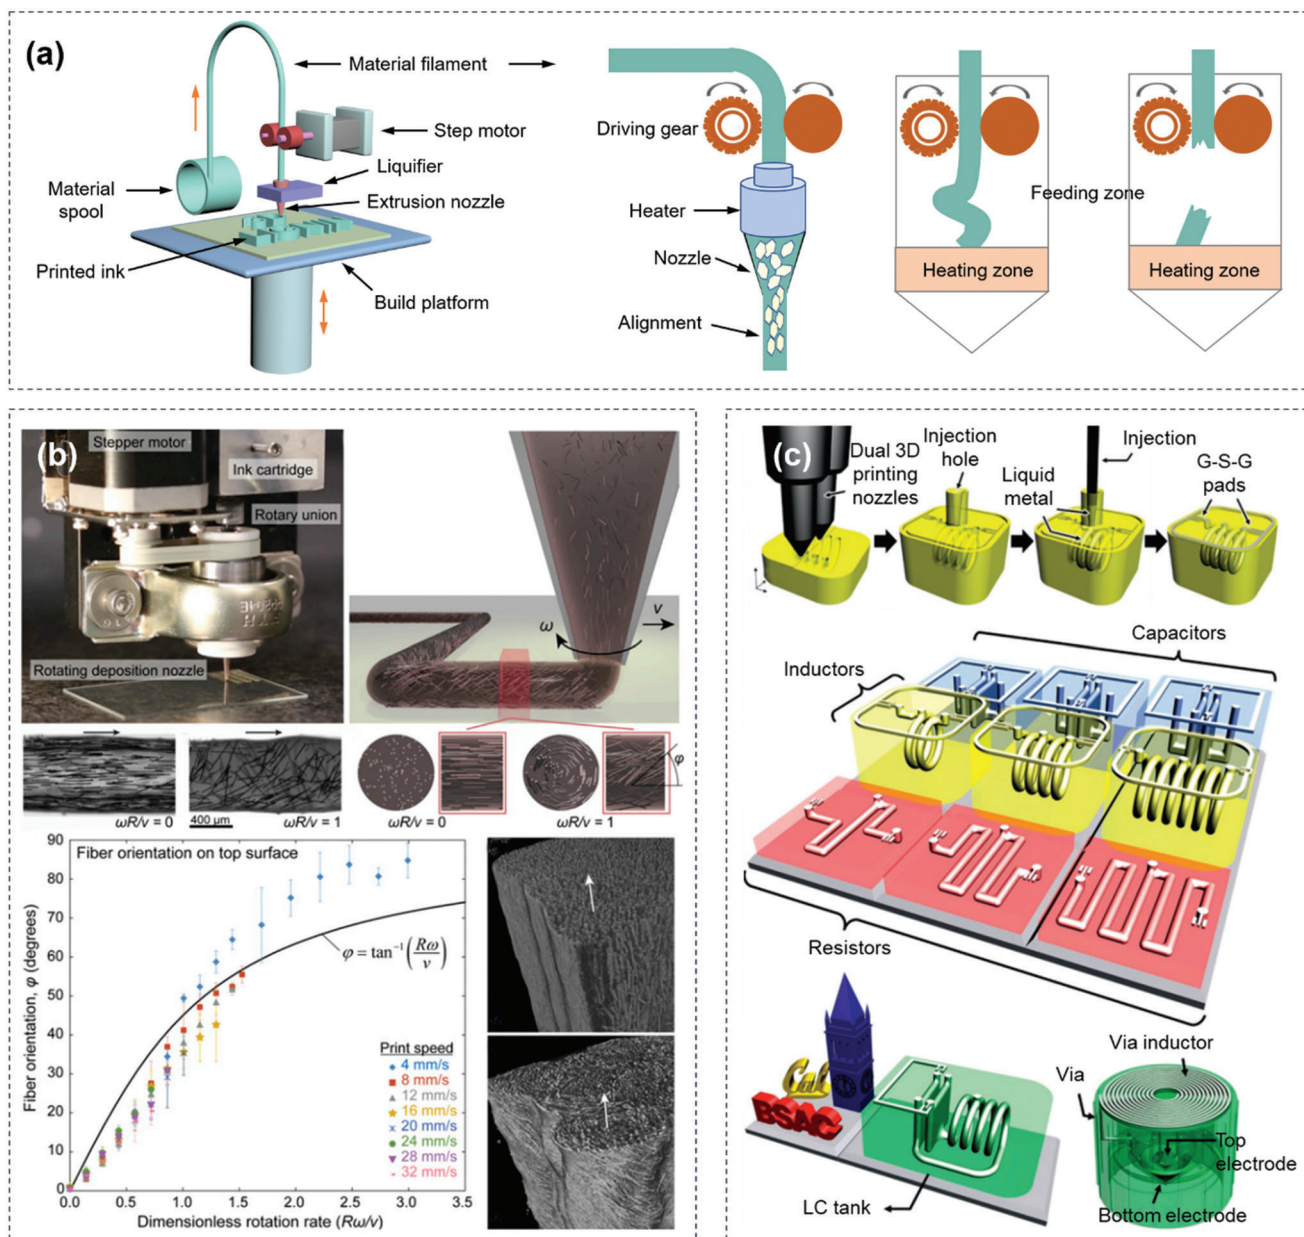 (a)
Material filament
Step motor
Liquifier
Material
spool
Extrusion nozzle
Printed ink
Build platform
Driving gear
Heater
Nozzle
Alignment
Feeding zone
Heating zone
Heating zone
(b)
Stepper motor
Ink cartridge
Rotary union
Rotating deposition nozzle
ω
v
ωR/v = 0
400 µm
ωR/v = 1
ωR/v = 0
ωR/v = 1
φ
Fiber orientation on top surface
Fiber orientation, φ (degrees)
90
80
70
60
50
40
30
20
10
0
φ = tan⁻¹(Rω/v)
Print speed
4 mm/s
8 mm/s
12 mm/s
16 mm/s
20 mm/s
24 mm/s
28 mm/s
32 mm/s
0.0 0.5 1.0 1.5 2.0 2.5 3.0 3.5
Dimensionless rotation rate (Rω/v)
(c)
Dual 3D
printing
nozzles
Injection
hole
Liquid
metal
Injection
G-S-G
pads
Capacitors
Inductors
Resistors
Cal
BSAC
LC tank
Via inductor
Via
Top
electrode
Bottom electrode